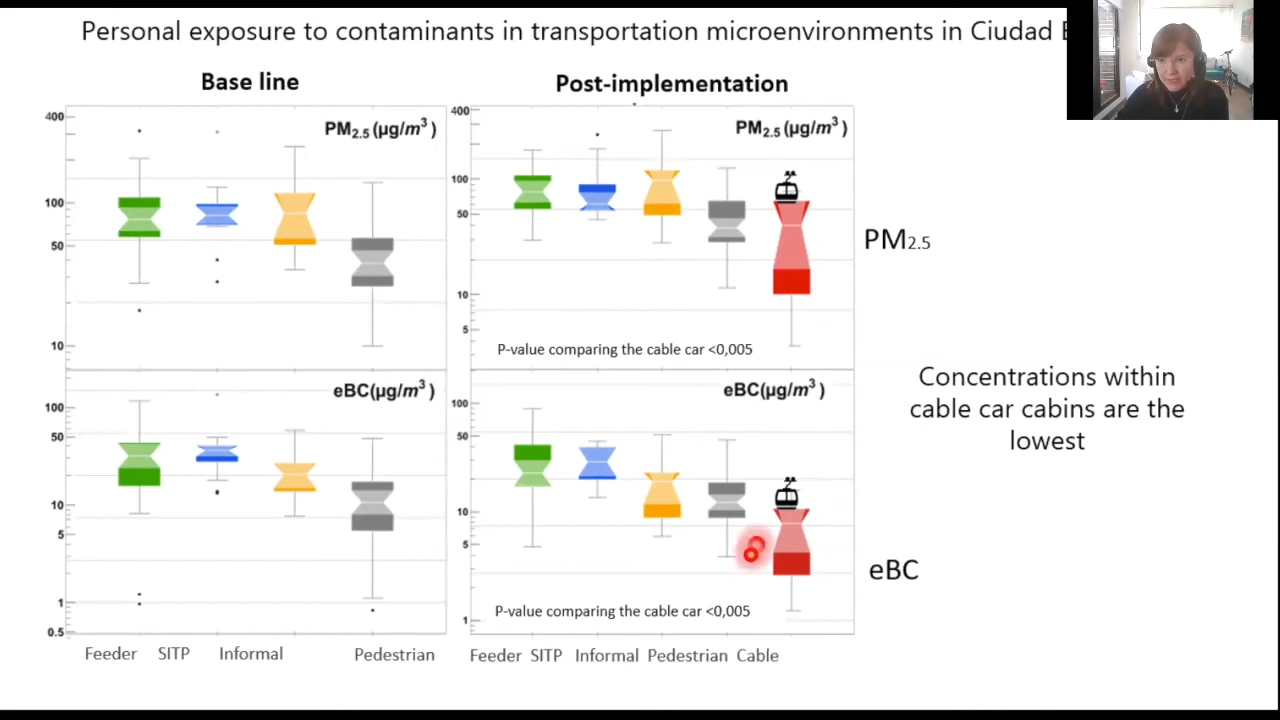 Personal exposure to contaminants in transportation microenvironments in Ciudad
Base line
Post-implementation
PM2.5 (µg/m³)
400
100
50
10
PM2.5 (µg/m³)
400
100
50
10
5
P-value comparing the cable car <0,005
PM2.5
eBC(µg/m³)
100
50
10
5
1
0.5
eBC(µg/m³)
100
50
10
5
1
P-value comparing the cable car <0,005
eBC
Concentrations within
cable car cabins are the
lowest
Feeder SITP Informal Pedestrian
Feeder SITP Informal Pedestrian Cable